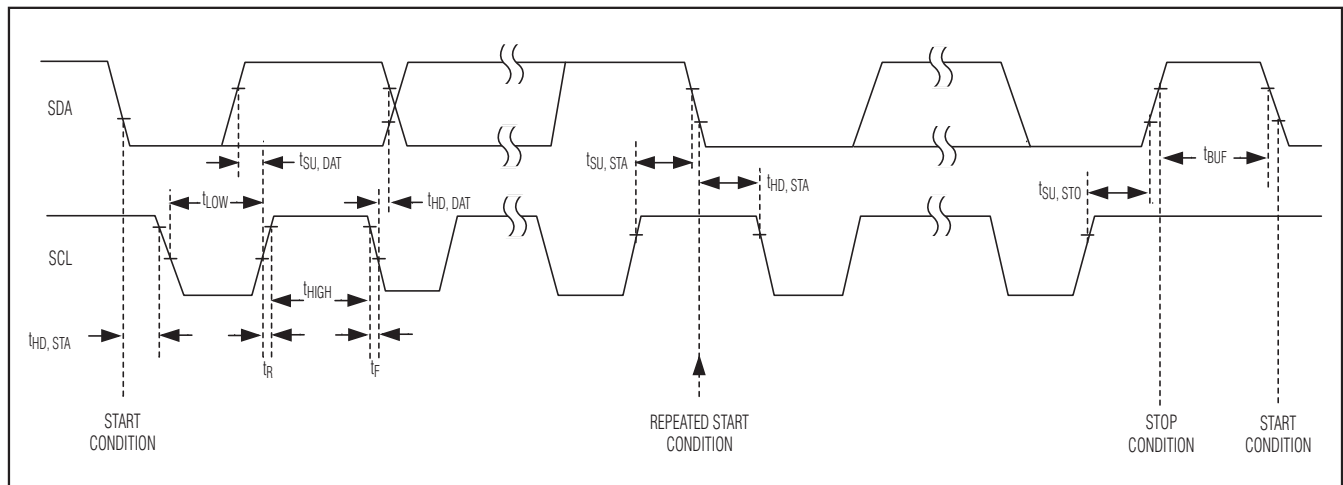 SDA
tSU, DAT
tSU, STA
tBUF
tLOW
tHD, DAT
tHD, STA
tSU, STO
SCL
tHIGH
tHD, STA
tR
tF
START
CONDITION
REPEATED START
CONDITION
STOP
CONDITION
START
CONDITION